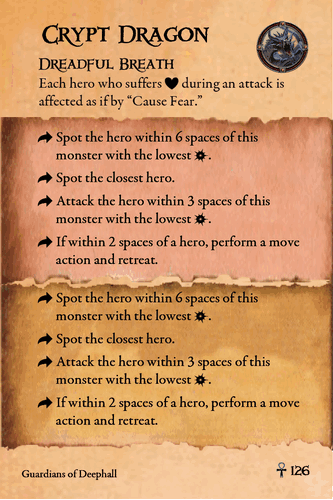 Crypt Dragon
Dreadful Breath
Each hero who suffers ♥ during an attack is
affected as if by “Cause Fear.”
Spot the hero within 6 spaces of this
monster with the lowest .
Spot the closest hero.
Attack the hero within 3 spaces of this
monster with the lowest .
If within 2 spaces of a hero, perform a move
action and retreat.
Spot the hero within 6 spaces of this
monster with the lowest .
Spot the closest hero.
Attack the hero within 3 spaces of this
monster with the lowest .
If within 2 spaces of a hero, perform a move
action and retreat.
Guardians of Deephall
☥ 126